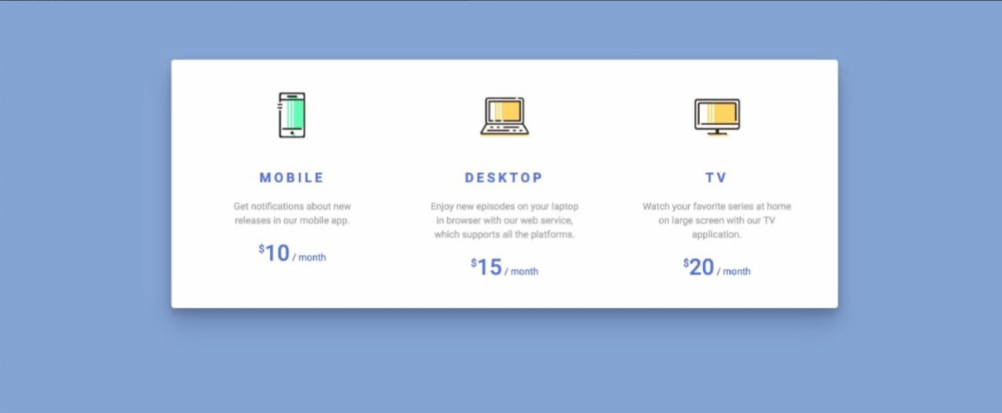 MOBILE
Get notifications about new
releases in our mobile app.
$10 / month
DESKTOP
Enjoy new episodes on your laptop
in browser with our web service,
which supports all the platforms.
$15 / month
TV
Watch your favorite series at home
on large screen with our TV
application.
$20 / month